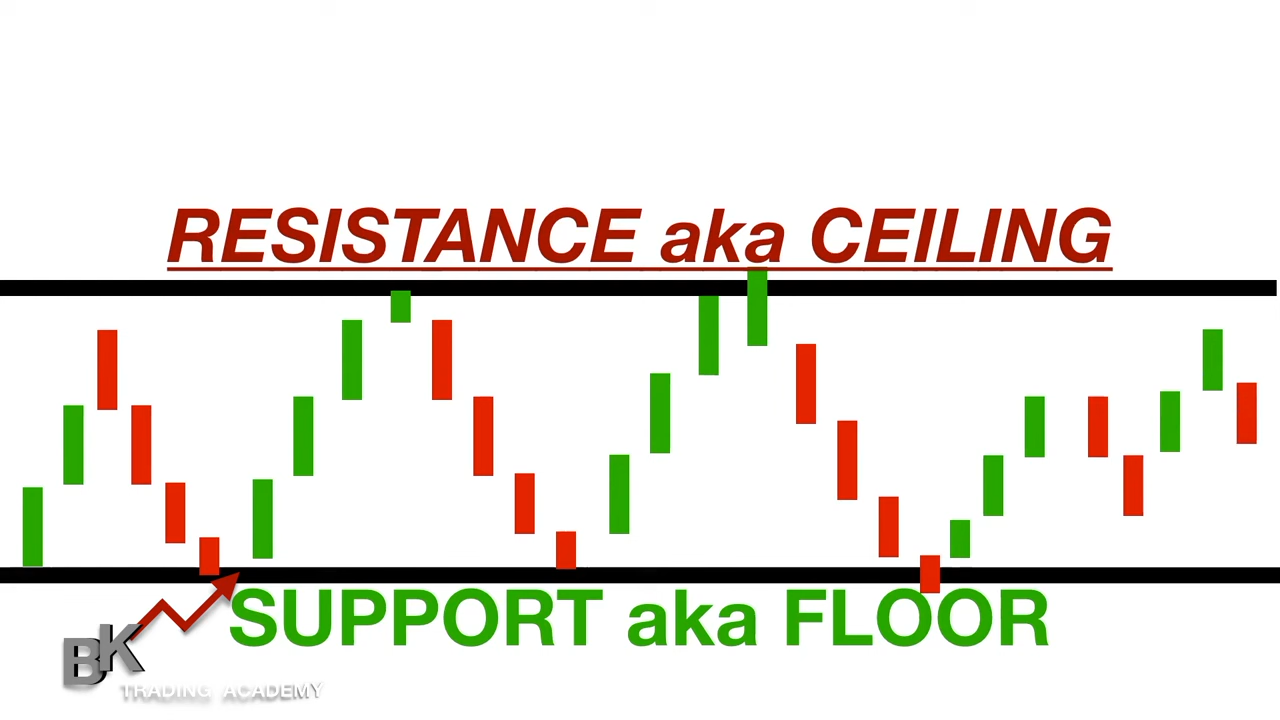 RESISTANCE aka CEILING
SUPPORT aka FLOOR
BK
TRADING ACADEMY